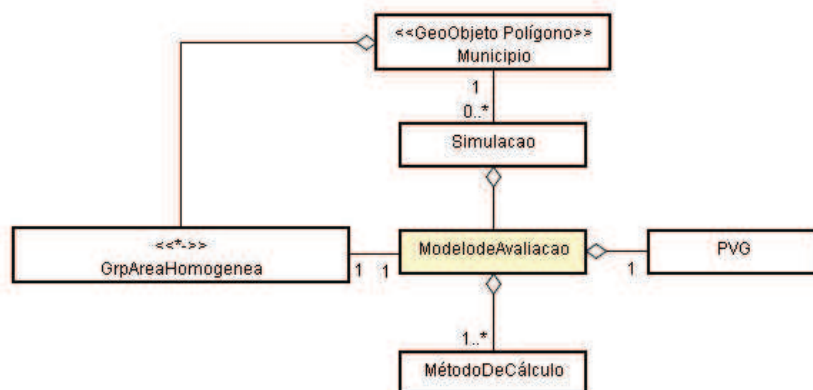 <<GeoObjeto Polígono>>
Municipio
1
0..*
Simulacao
<<*->>
GrpAreaHomogenea
1
1
ModelodeAvaliacao
1
PVG
1..*
MétodoDeCálculo